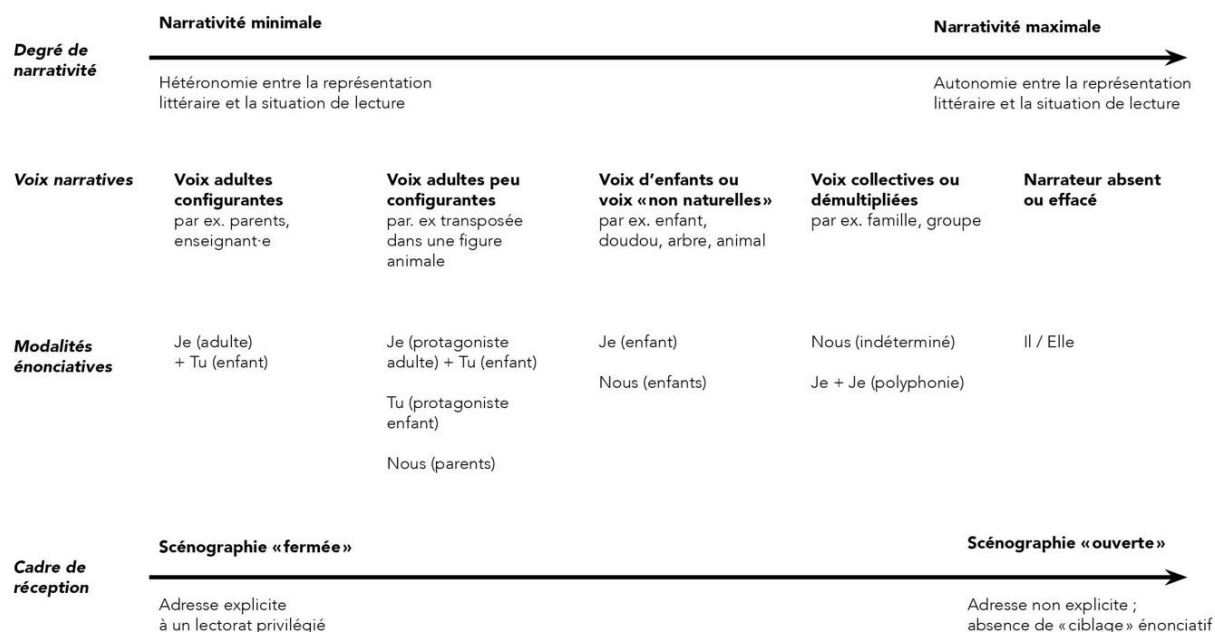 Degré de
narrativité
Narrativité minimale
Narrativité maximale
Hétéronomie entre la représentation
littéraire et la situation de lecture
Autonomie entre la représentation
littéraire et la situation de lecture
Voix narratives
Voix adultes
configurantes
par ex. parents,
enseignant·e
Voix adultes peu
configurantes
par. ex transposée
dans une figure
animale
Voix d'enfants ou
voix «non naturelles»
par ex. enfant,
doudou, arbre, animal
Voix collectives ou
démultipliées
par ex. famille, groupe
Narrateur absent
ou effacé
Modalités
énonciatives
Je (adulte)
+ Tu (enfant)
Je (protagoniste
adulte) + Tu (enfant)
Tu (protagoniste
enfant)
Nous (parents)
Je (enfant)
Nous (enfants)
Nous (indéterminé)
Je + Je (polyphonie)
Il / Elle
Cadre de
réception
Scénographie «fermée»
Scénographie «ouverte»
Adresse explicite
à un lectorat privilégié
Adresse non explicite ;
absence de «ciblage» énonciatif